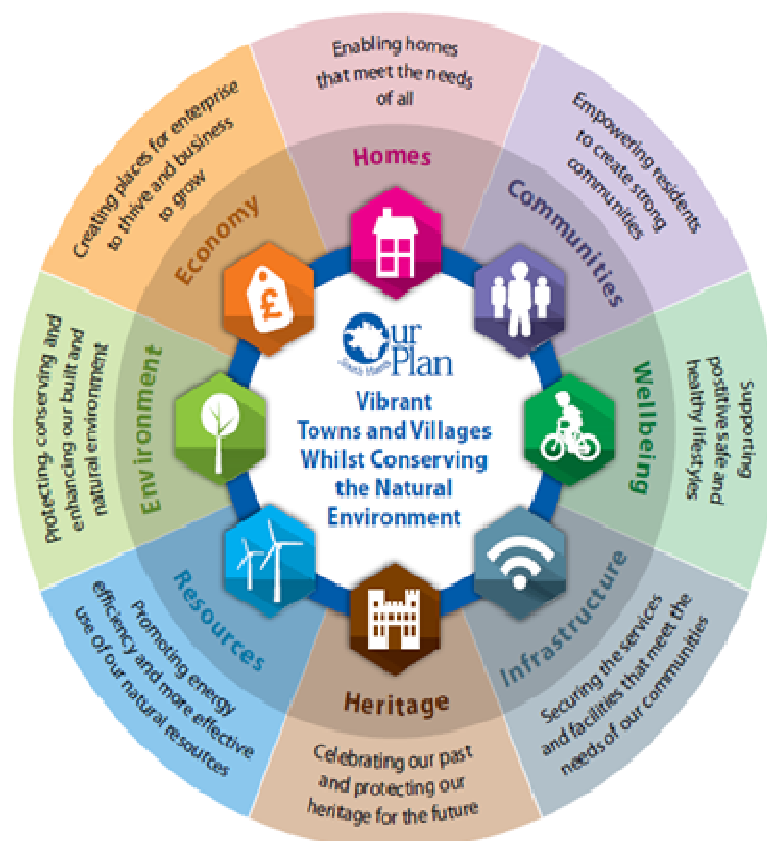 Enabling homes
that meet the needs
of all
Homes
Empowering residents
to create strong
communities
Communities
Supporting
postitive safe and
healthy lifestyles
Wellbeing
Securing the services
and facilities that meet the
needs of our communities
Infrastructure
Celebrating our past
and protecting our
heritage for the future
Heritage
Promoting energy
efficiency and more effective
use of our natural resources
Resources
protecting, conserving and
enhancing our built and
natural environment
Environment
Creating places for enterprise
to thrive and business
to grow
Economy
£
Our
South Hams
Plan
Vibrant
Towns and Villages
Whilst Conserving
the Natural
Environment